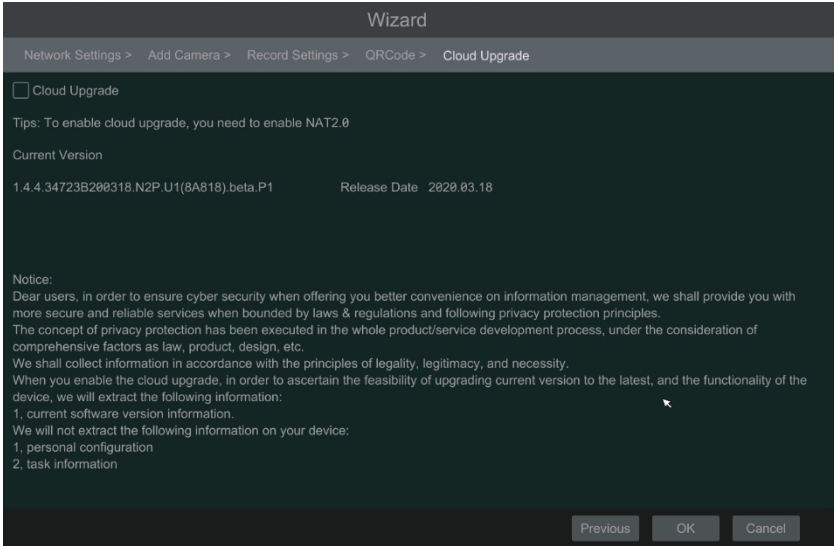 Wizard
Network Settings > Add Camera > Record Settings > QRCode > Cloud Upgrade
Cloud Upgrade
Tips: To enable cloud upgrade, you need to enable NAT2.0
Current Version
1.4.4.34723B200318.N2P.U1(8A818).beta.P1 Release Date 2020.03.18
Notice:
Dear users, in order to ensure cyber security when offering you better convenience on information management, we shall provide you with
more secure and reliable services when bounded by laws & regulations and following privacy protection principles.
The concept of privacy protection has been executed in the whole product/service development process, under the consideration of
comprehensive factors as law, product, design, etc.
We shall collect information in accordance with the principles of legality, legitimacy, and necessity.
When you enable the cloud upgrade, in order to ascertain the feasibility of upgrading current version to the latest, and the functionality of the
device, we will extract the following information:
1, current software version information.
We will not extract the following information on your device:
1, personal configuration
2, task information
Previous OK Cancel